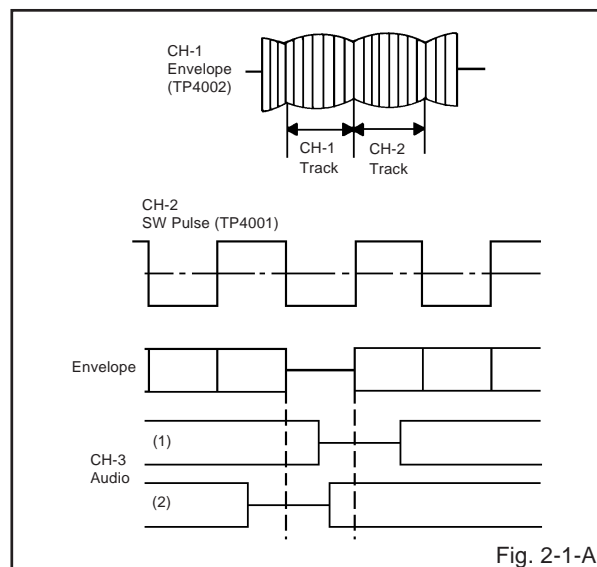 CH-1
Envelope
(TP4002)
CH-1
Track
CH-2
Track
CH-2
SW Pulse (TP4001)
Envelope
(1)
CH-3
Audio
(2)
Fig. 2-1-A